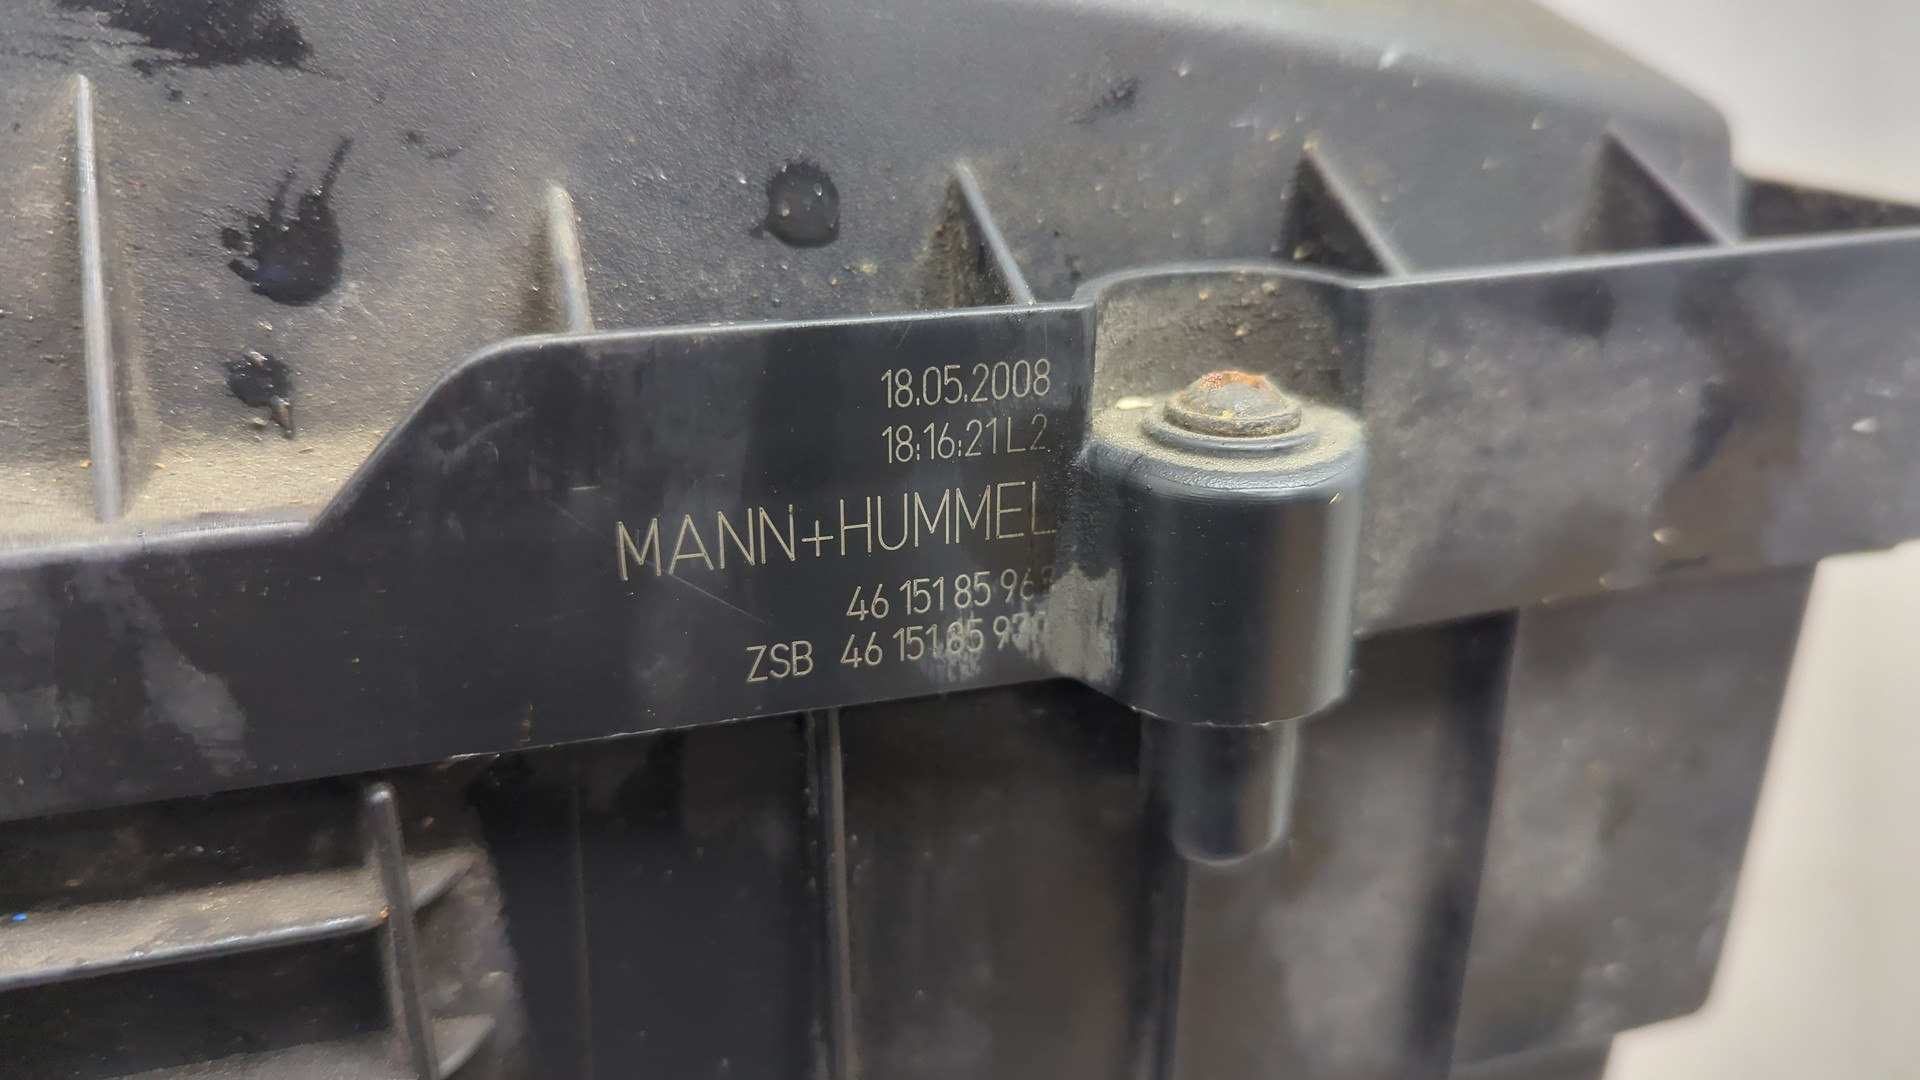 18.05.2008
18:16:21 L2
MANN+HUMMEL
46 151 85
ZSB 46 151 85